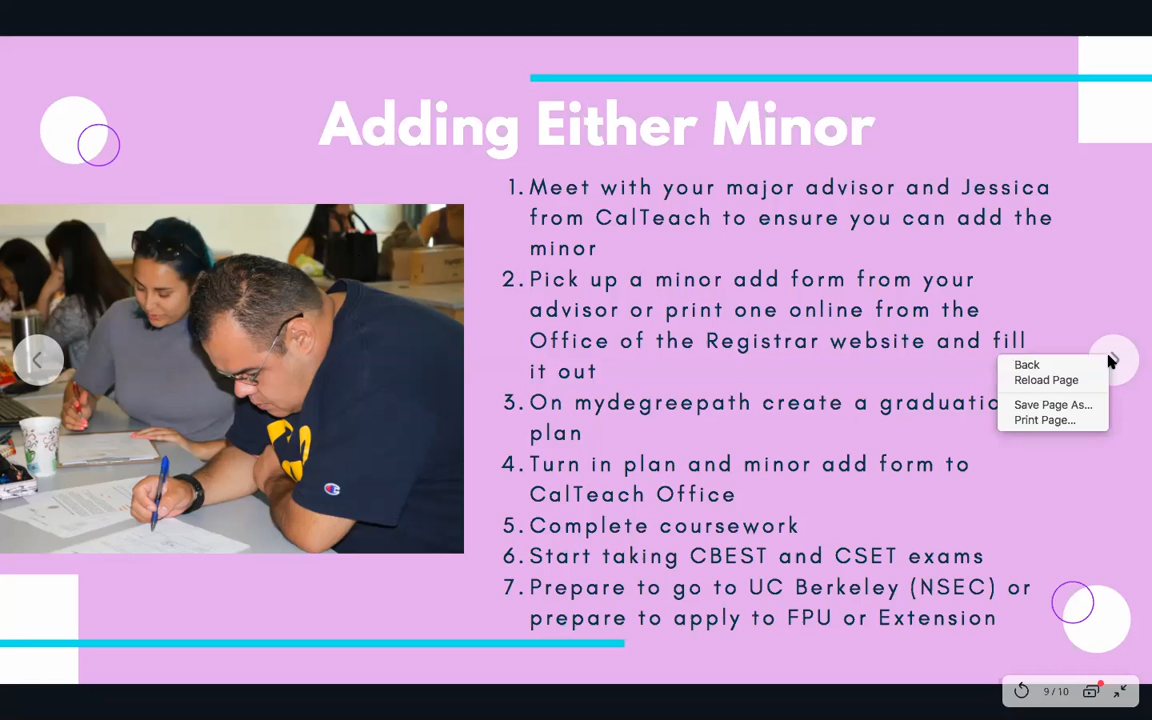 Adding Either Minor
1. Meet with your major advisor and Jessica
from CalTeach to ensure you can add the
minor
2. Pick up a minor add form from your
advisor or print one online from the
Office of the Registrar website and fill
it out
3. On mydegreepath create a graduatio
plan
4. Turn in plan and minor add form to
CalTeach Office
5. Complete coursework
6. Start taking CBEST and CSET exams
7. Prepare to go to UC Berkeley (NSEC) or
prepare to apply to FPU or Extension
Back
Reload Page
Save Page As...
Print Page...
9 / 10